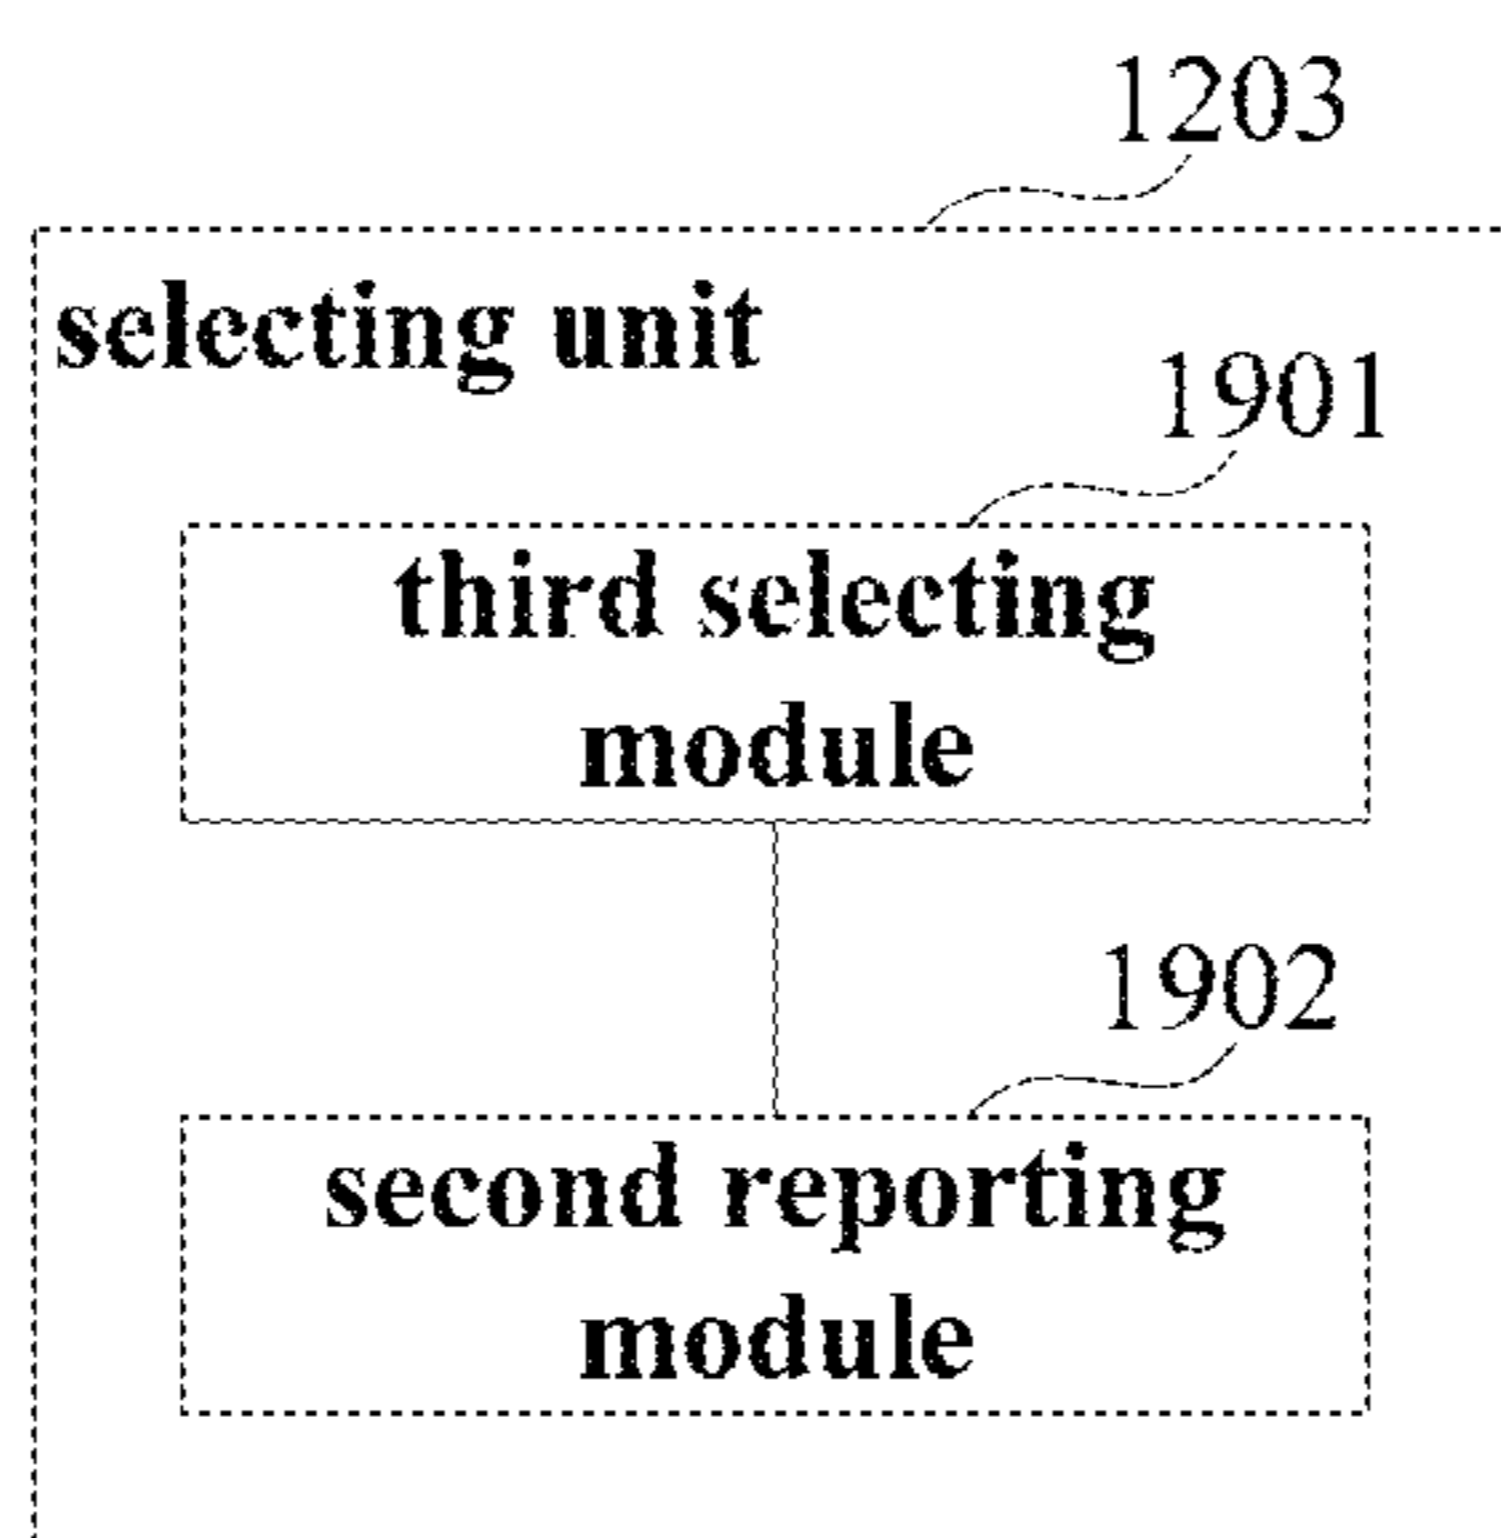 1203
selecting unit
1901
third selecting
module
1902
second reporting
module